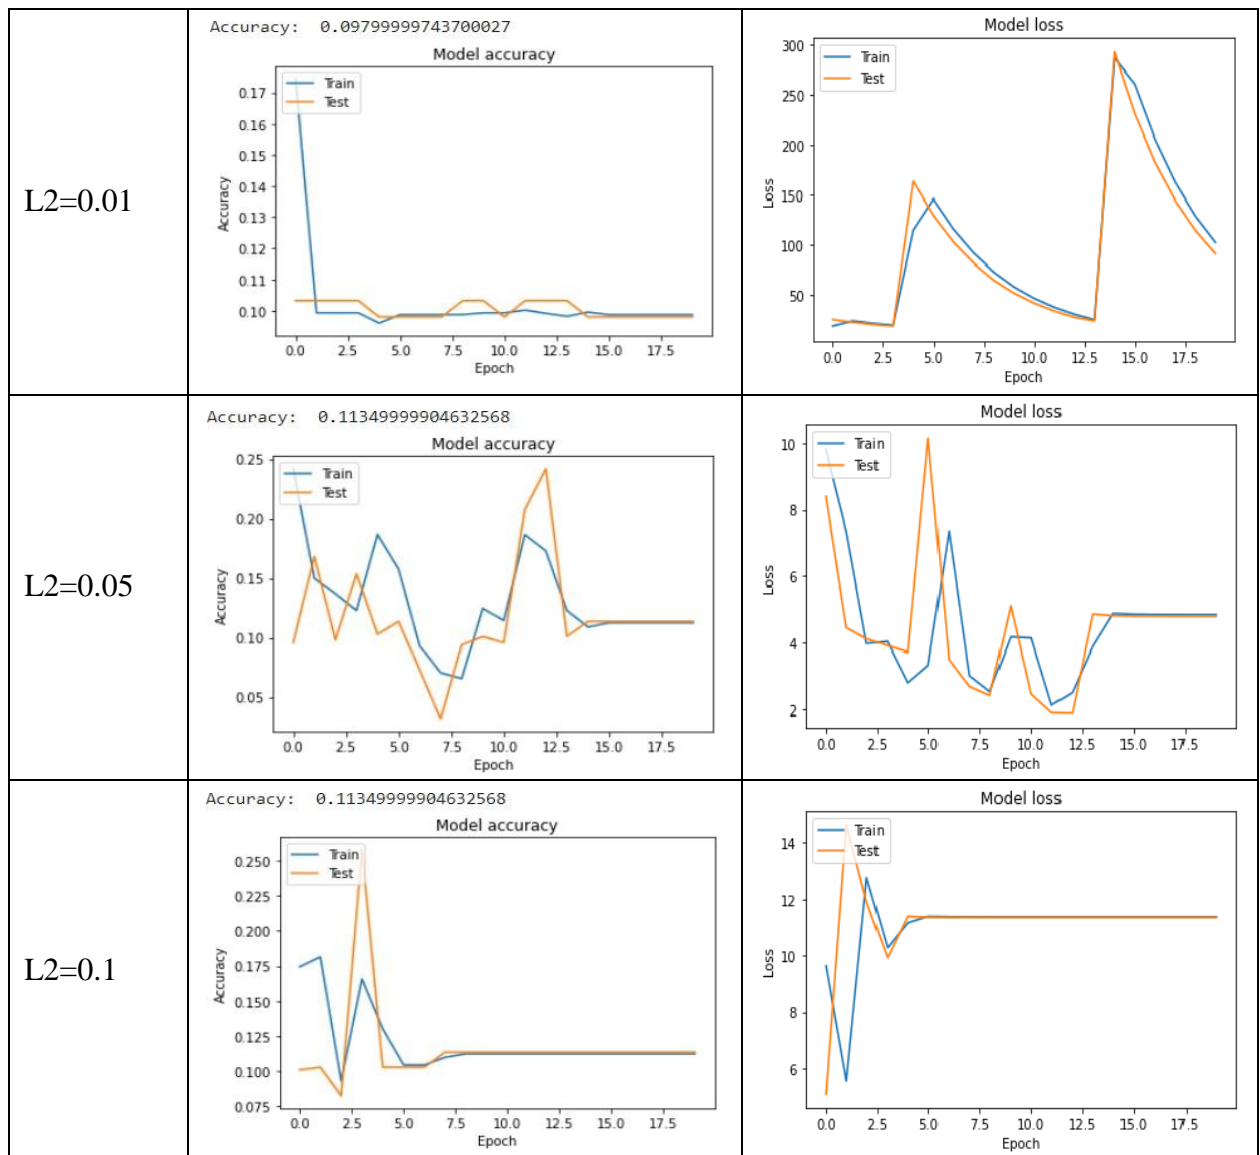 L2=0.01
Accuracy: 0.09799999743700027
Model accuracy
Train
Test
0.17
0.16
0.15
0.14
0.13
0.12
0.11
0.10
Accuracy
0.0 2.5 5.0 7.5 10.0 12.5 15.0 17.5
Epoch
Model loss
Train
Test
300
250
200
150
100
50
Loss
0.0 2.5 5.0 7.5 10.0 12.5 15.0 17.5
Epoch
L2=0.05
Accuracy: 0.11349999904632568
Model accuracy
Train
Test
0.25
0.20
0.15
0.10
0.05
Accuracy
0.0 2.5 5.0 7.5 10.0 12.5 15.0 17.5
Epoch
Model loss
Train
Test
10
8
6
4
2
Loss
0.0 2.5 5.0 7.5 10.0 12.5 15.0 17.5
Epoch
L2=0.1
Accuracy: 0.11349999904632568
Model accuracy
Train
Test
0.250
0.225
0.200
0.175
0.150
0.125
0.100
0.075
Accuracy
0.0 2.5 5.0 7.5 10.0 12.5 15.0 17.5
Epoch
Model loss
Train
Test
14
12
10
8
6
Loss
0.0 2.5 5.0 7.5 10.0 12.5 15.0 17.5
Epoch